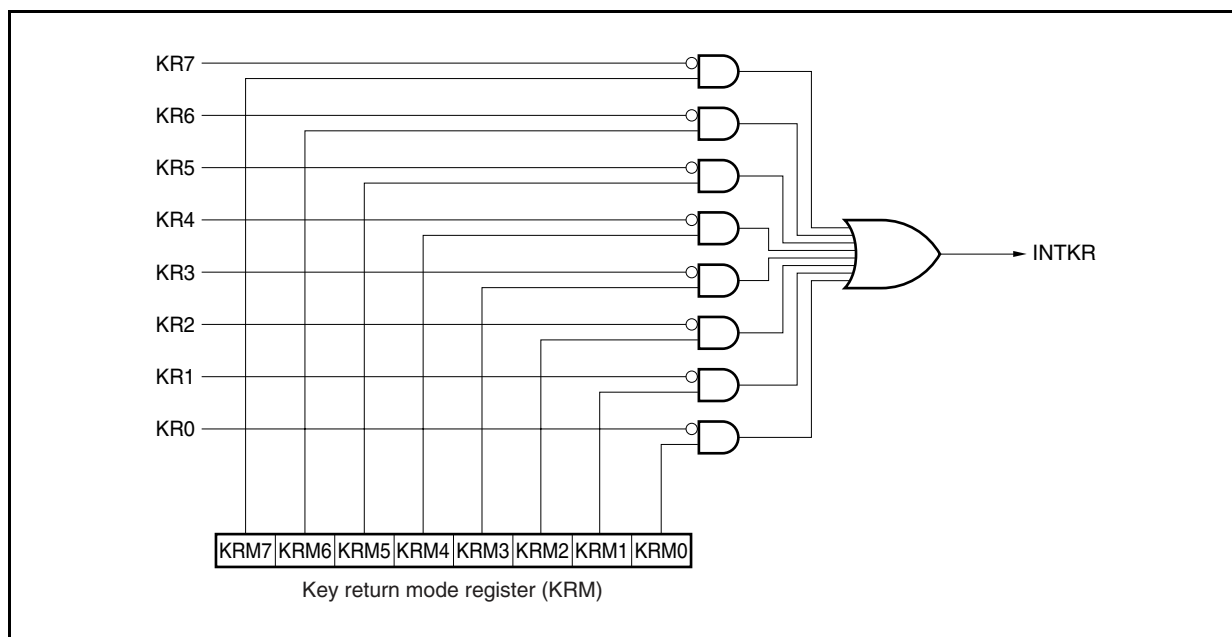 KR7
KR6
KR5
KR4
KR3
KR2
KR1
KR0
INTKR
KRM7 KRM6 KRM5 KRM4 KRM3 KRM2 KRM1 KRM0
Key return mode register (KRM)